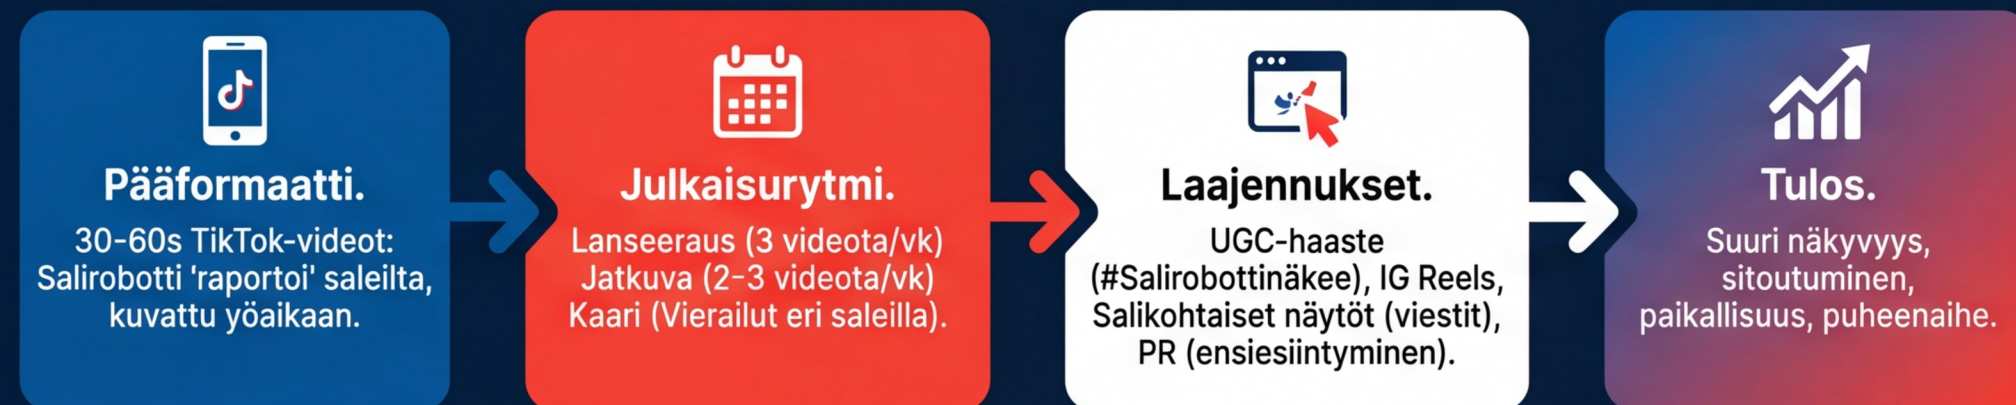 Pääformaatti.
30-60s TikTok-videot:
Salirobotti 'raportoi' saleilta,
kuvattu yöaikaan.
Julkaisurytmi.
Lanseeraus (3 videota/vk)
Jatkuva (2-3 videota/vk)
Kaari (Vierailut eri saleilla).
Laajennukset.
UGC-haaste
(#Salirobottinäkee), IG Reels,
Salikohtaiset näytöt (viestit),
PR (ensiesiintyminen).
Tulos.
Suuri näkyvyys,
sitoutuminen,
paikallisuus, puheenaihe.